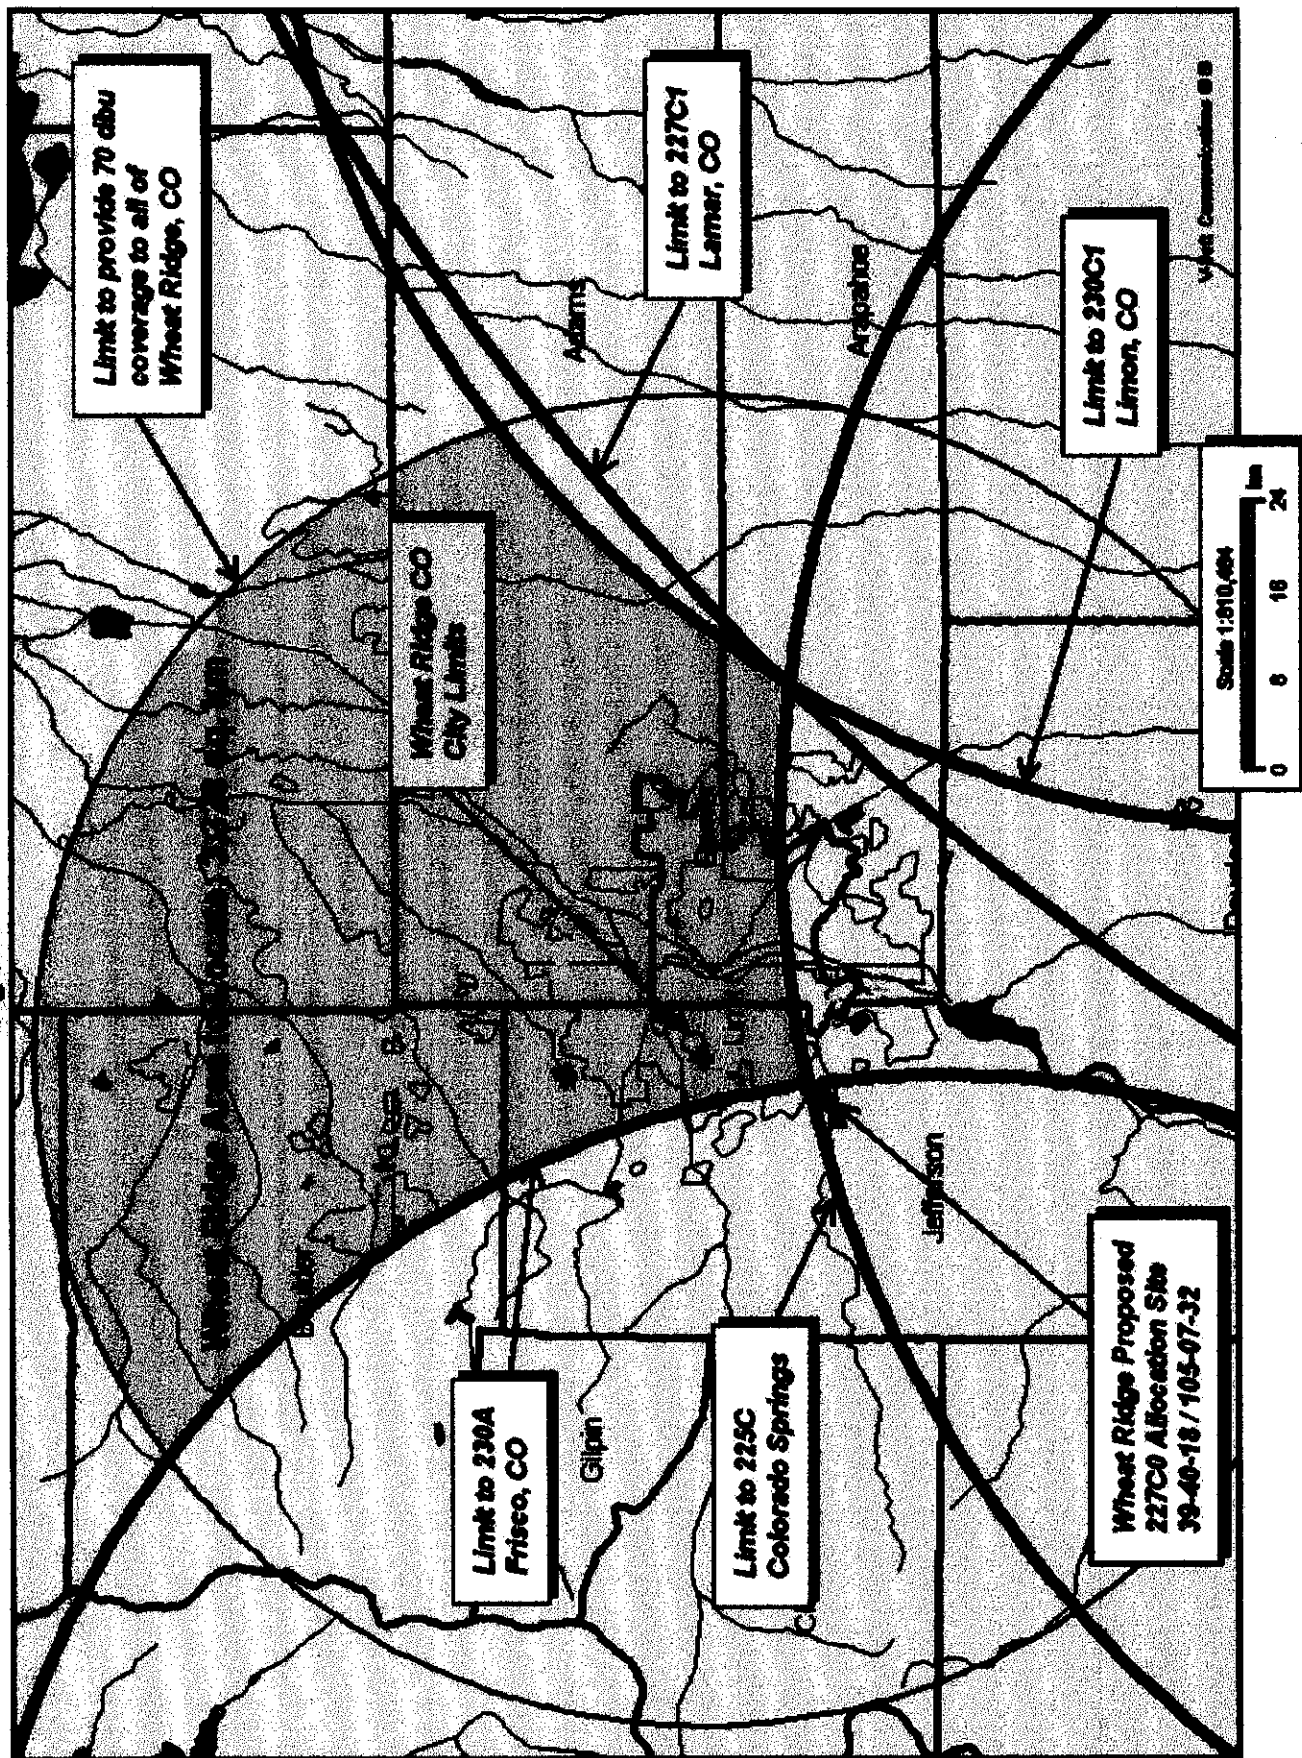 Limit to provide 70 dbu
coverage to all of
Wheat Ridge, CO
Limit to 227C1
Lamar, CO
Adams
Arapahoe
Limit to 230C1
Limon, CO
Wheat Ridge CO
City Limits
Scale 1:610,464
0 8 16 24 km
Boulder
Limit to 230A
Frisco, CO
Gilpin
Limit to 225C
Colorado Springs
Jefferson
Wheat Ridge Proposed
227C0 Allocation Site
39-40-18 / 105-07-32